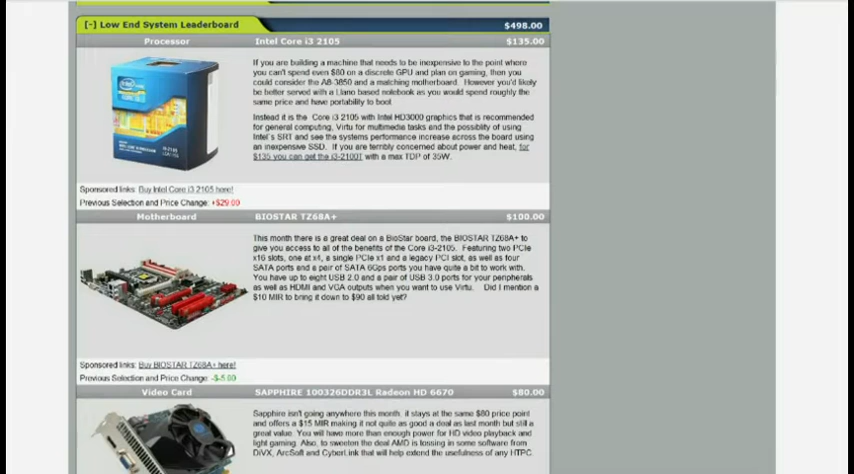 [-] Low End System Leaderboard $498.00
Processor Intel Core i3 2105 $135.00
If you are building a machine that needs to be inexpensive to the point where
you can't spend even $80 on a discrete GPU and plan on gaming, then you
could consider the A8-3850 and a matching motherboard. However you'd likely
be better served with a Llano based notebook as you would spend roughly the
same price and have portability to boot.
Instead it is the Core i3 2105 with Intel HD3000 graphics that is recommended
for general computing, Virtu for multimedia tasks and the possibility of using
Intel's SRT and see the systems performance increase across the board using
an inexpensive SSD. If you are terribly concerned about power and heat, for
$135 you can get the i3-2100T with a max TDP of 35W.
Sponsored links: Buy Intel Core i3 2105 here!
Previous Selection and Price Change: +$29.00
Motherboard BIOSTAR TZ68A+ $100.00
This month there is a great deal on a BioStar board, the BIOSTAR TZ68A+ to
give you access to all of the benefits of the Core i3-2105. Featuring two PCIe
x16 slots, one at x4, a single PCIe x1 and a legacy PCI slot, as well as four
SATA ports and a pair of SATA 6Gps ports you have quite a bit to work with.
You have up to eight USB 2.0 and a pair of USB 3.0 ports for your peripherals
as well as HDMI and VGA outputs when you want to use Virtu. Did I mention a
$10 MIR to bring it down to $90 all told yet?
Sponsored links: Buy BIOSTAR TZ68A+ here!
Previous Selection and Price Change: -$-5.00
Video Card SAPPHIRE 100326DDR3L Radeon HD 6670 $80.00
Sapphire isn't going anywhere this month, it stays at the same $80 price point
and offers a $15 MIR making it not quite as good a deal as last month but still a
great value. You will have more than enough power for HD video playback and
light gaming. Also, to sweeten the deal AMD is tossing in some software from
DivX, ArcSoft and CyberLink that will help extend the usefulness of any HTPC.